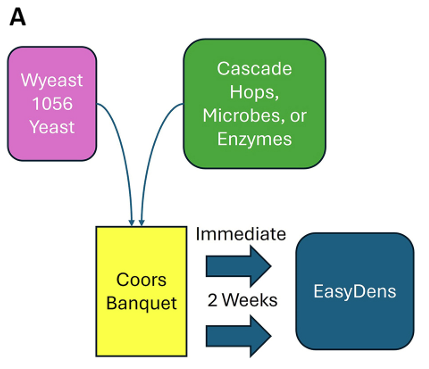 A
Wyeast
1056
Yeast
Cascade
Hops,
Microbes, or
Enzymes
Coors
Banquet
Immediate
2 Weeks
EasyDens